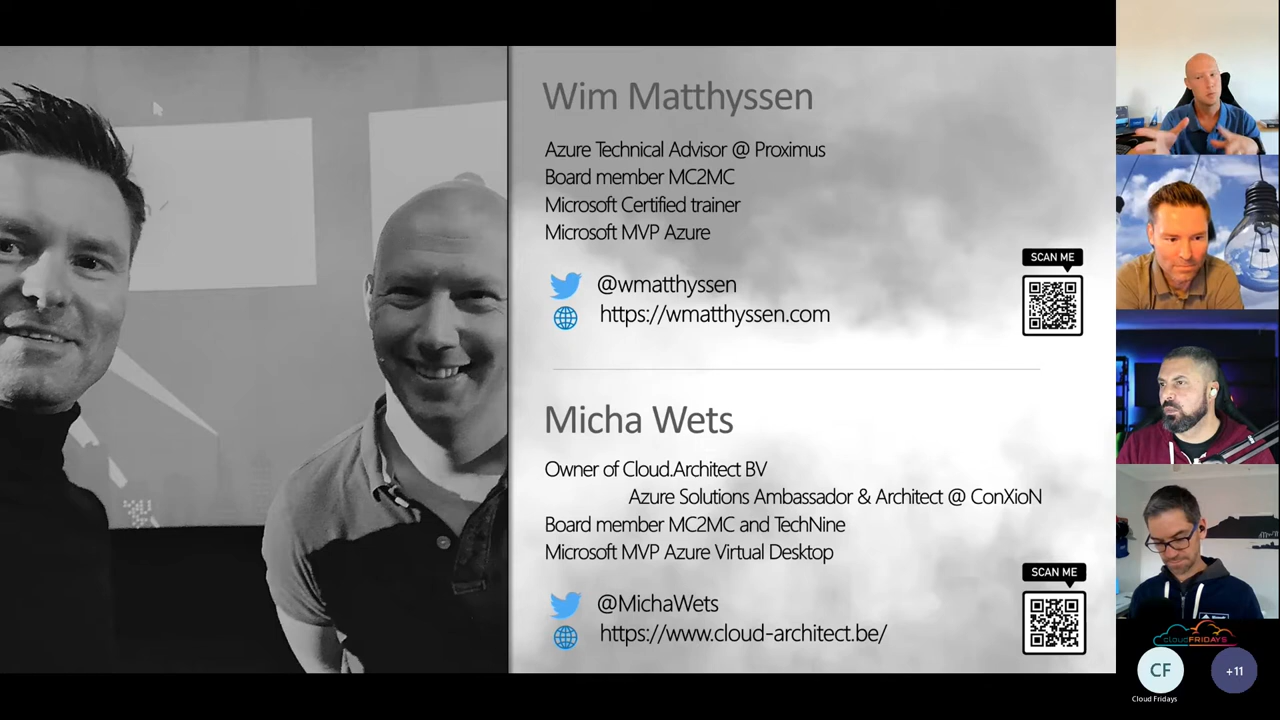 Wim Matthyssen
Azure Technical Advisor @ Proximus
Board member MC2MC
Microsoft Certified trainer
Microsoft MVP Azure
SCAN ME
@wmatthyssen
https://wmatthyssen.com
Micha Wets
Owner of Cloud.Architect BV
Azure Solutions Ambassador & Architect @ ConXioN
Board member MC2MC and TechNine
Microsoft MVP Azure Virtual Desktop
SCAN ME
@MichaWets
https://www.cloud-architect.be/
cloudFRIDAYS
CF
+11
Cloud Fridays